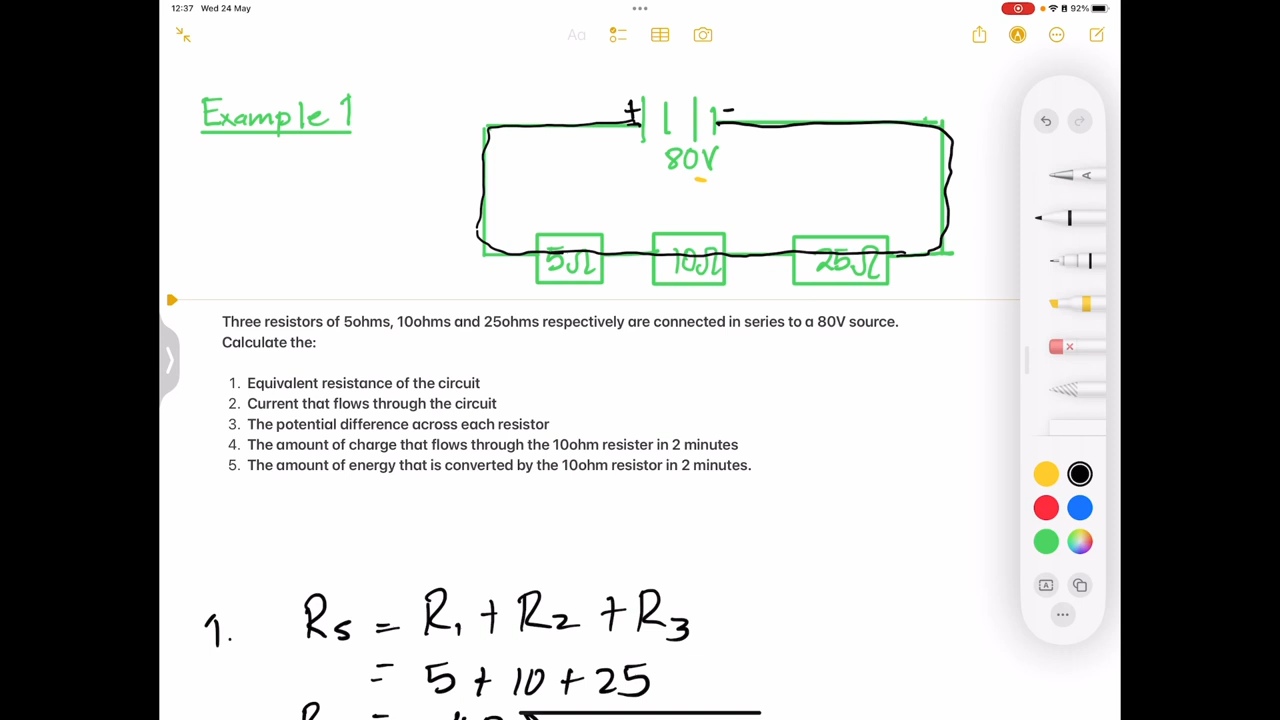 12:37 Wed 24 May
92%
Aa
Example 1
+ -
80V
5Ω 10Ω 25Ω
Three resistors of 5ohms, 10ohms and 25ohms respectively are connected in series to a 80V source.
Calculate the:
1. Equivalent resistance of the circuit
2. Current that flows through the circuit
3. The potential difference across each resistor
4. The amount of charge that flows through the 10ohm resister in 2 minutes
5. The amount of energy that is converted by the 10ohm resistor in 2 minutes.
1. Rs = R1 + R2 + R3
= 5 + 10 + 25